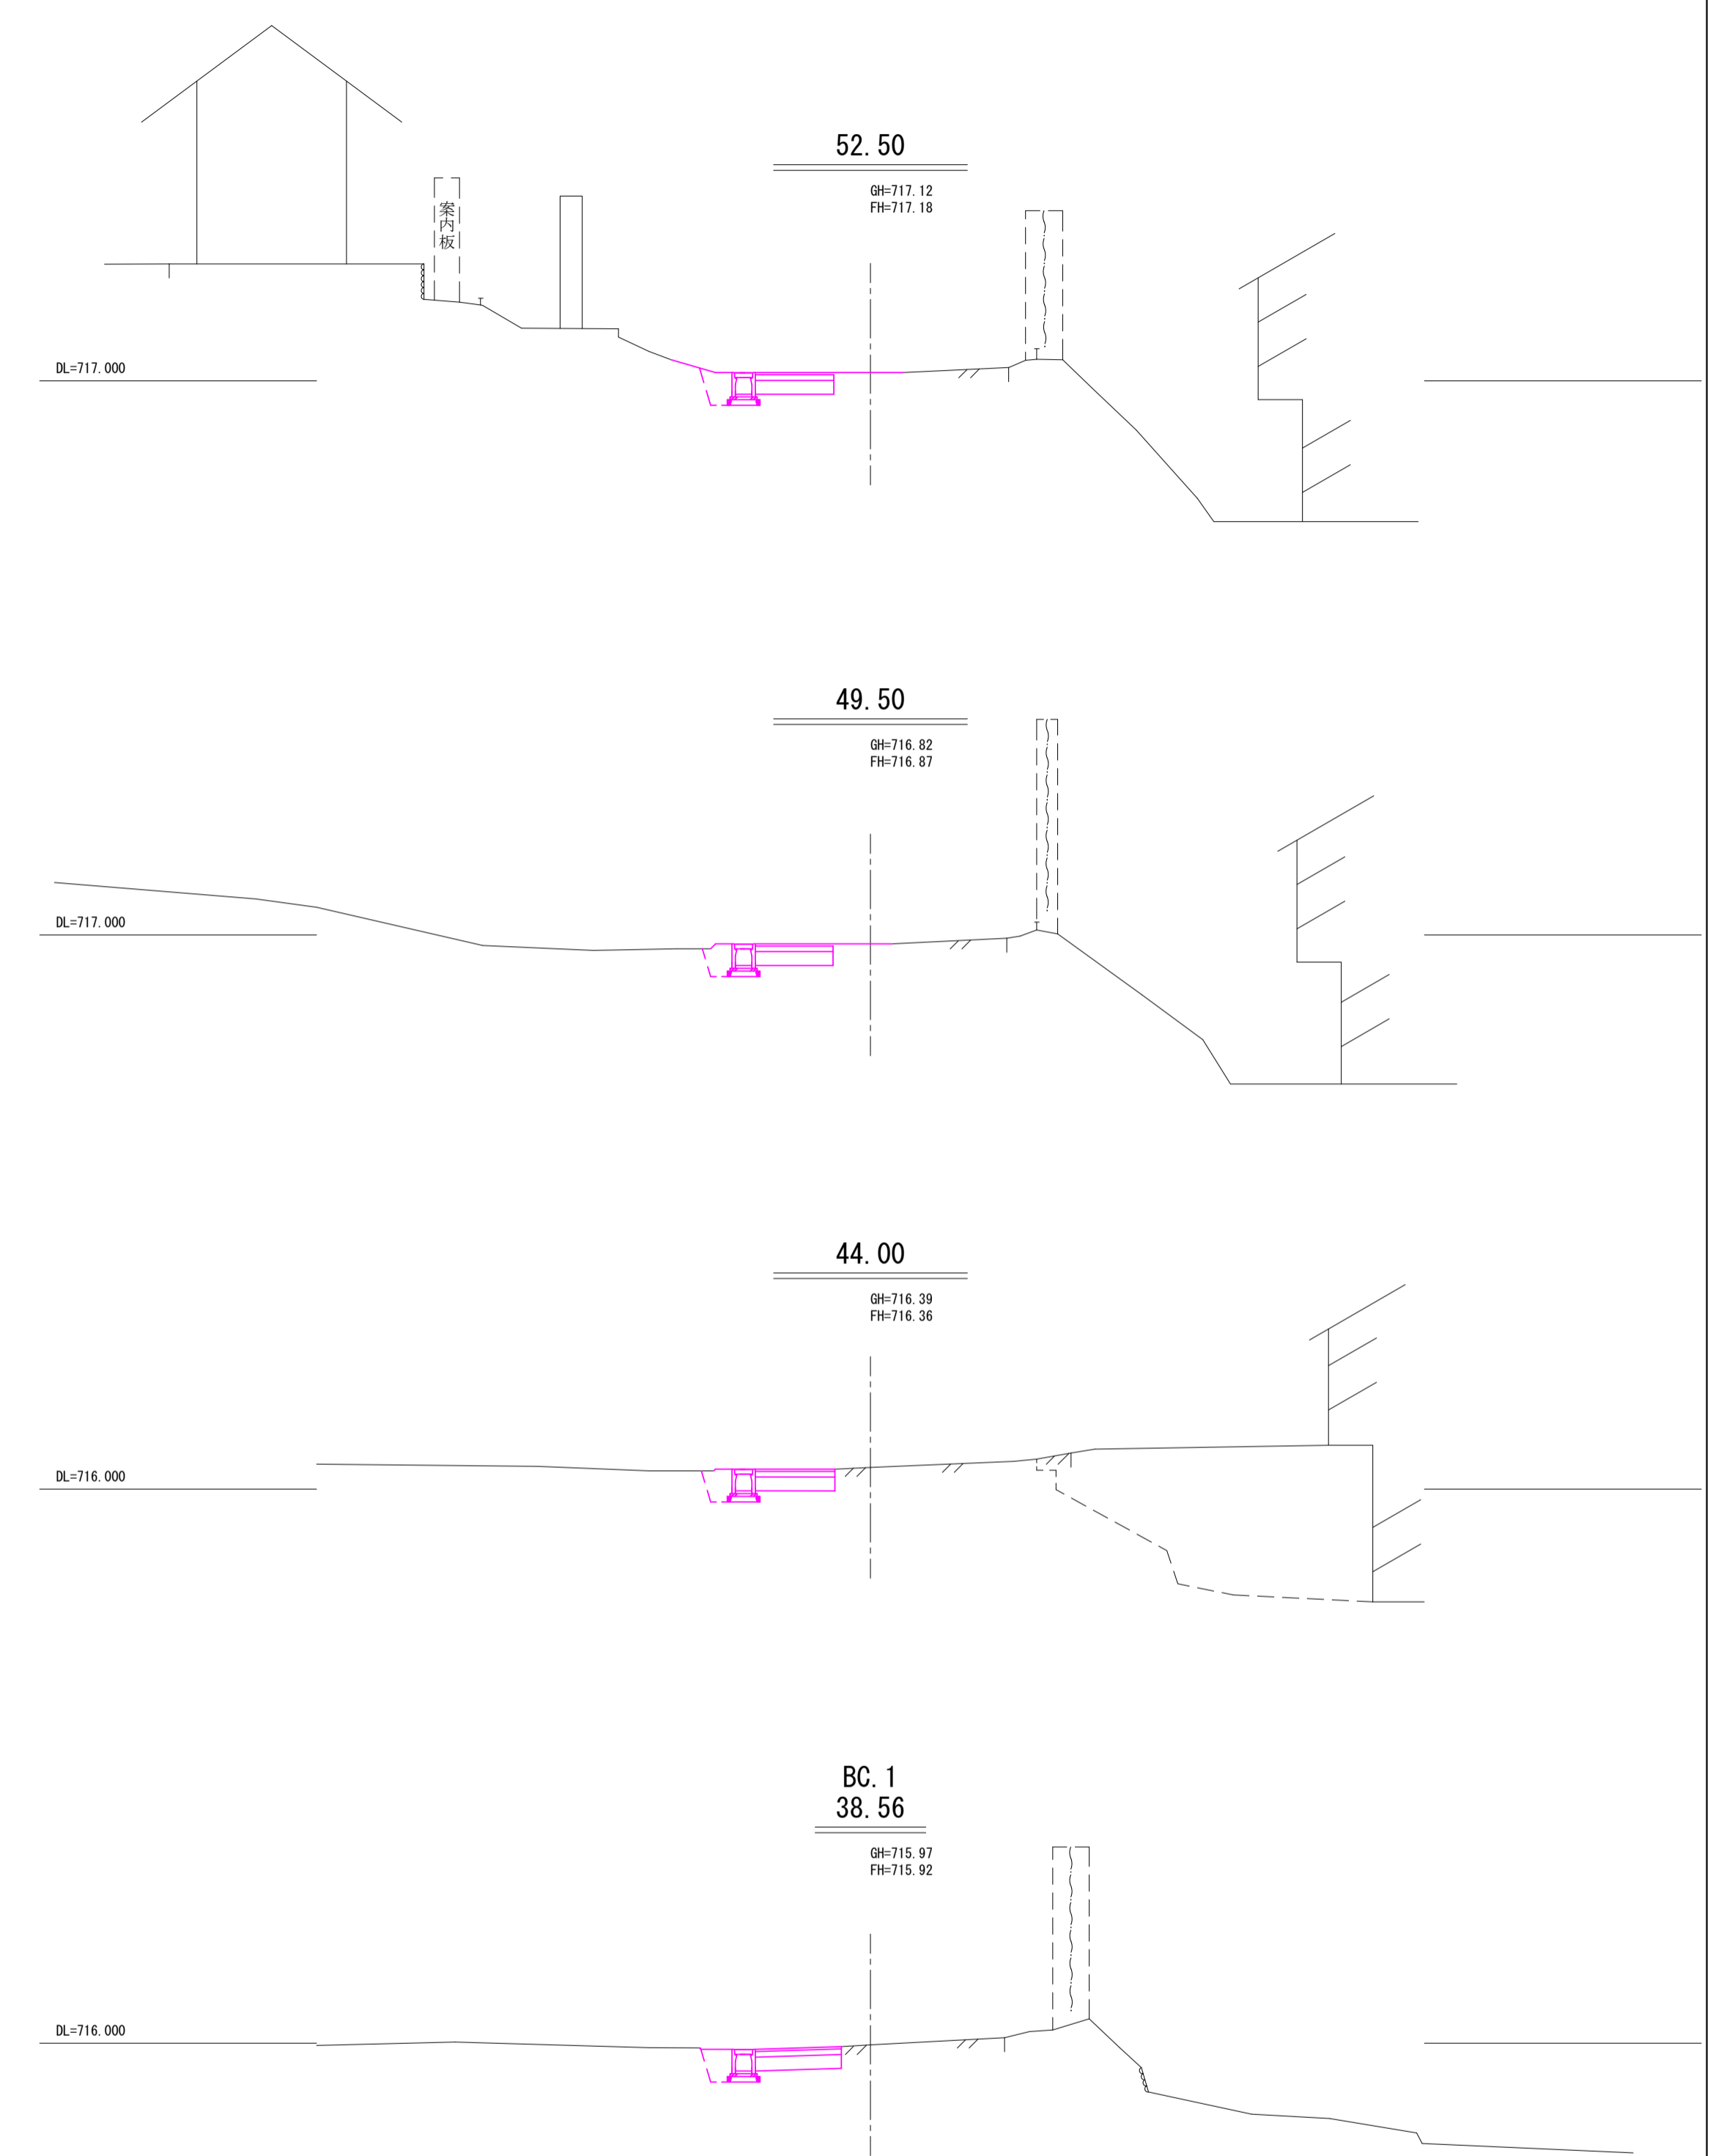 52.50
GH=717.12
FH=717.18
案内板
DL=717.000
49.50
GH=716.82
FH=716.87
DL=717.000
44.00
GH=716.39
FH=716.36
DL=716.000
BC.1
38.56
GH=715.97
FH=715.92
DL=716.000